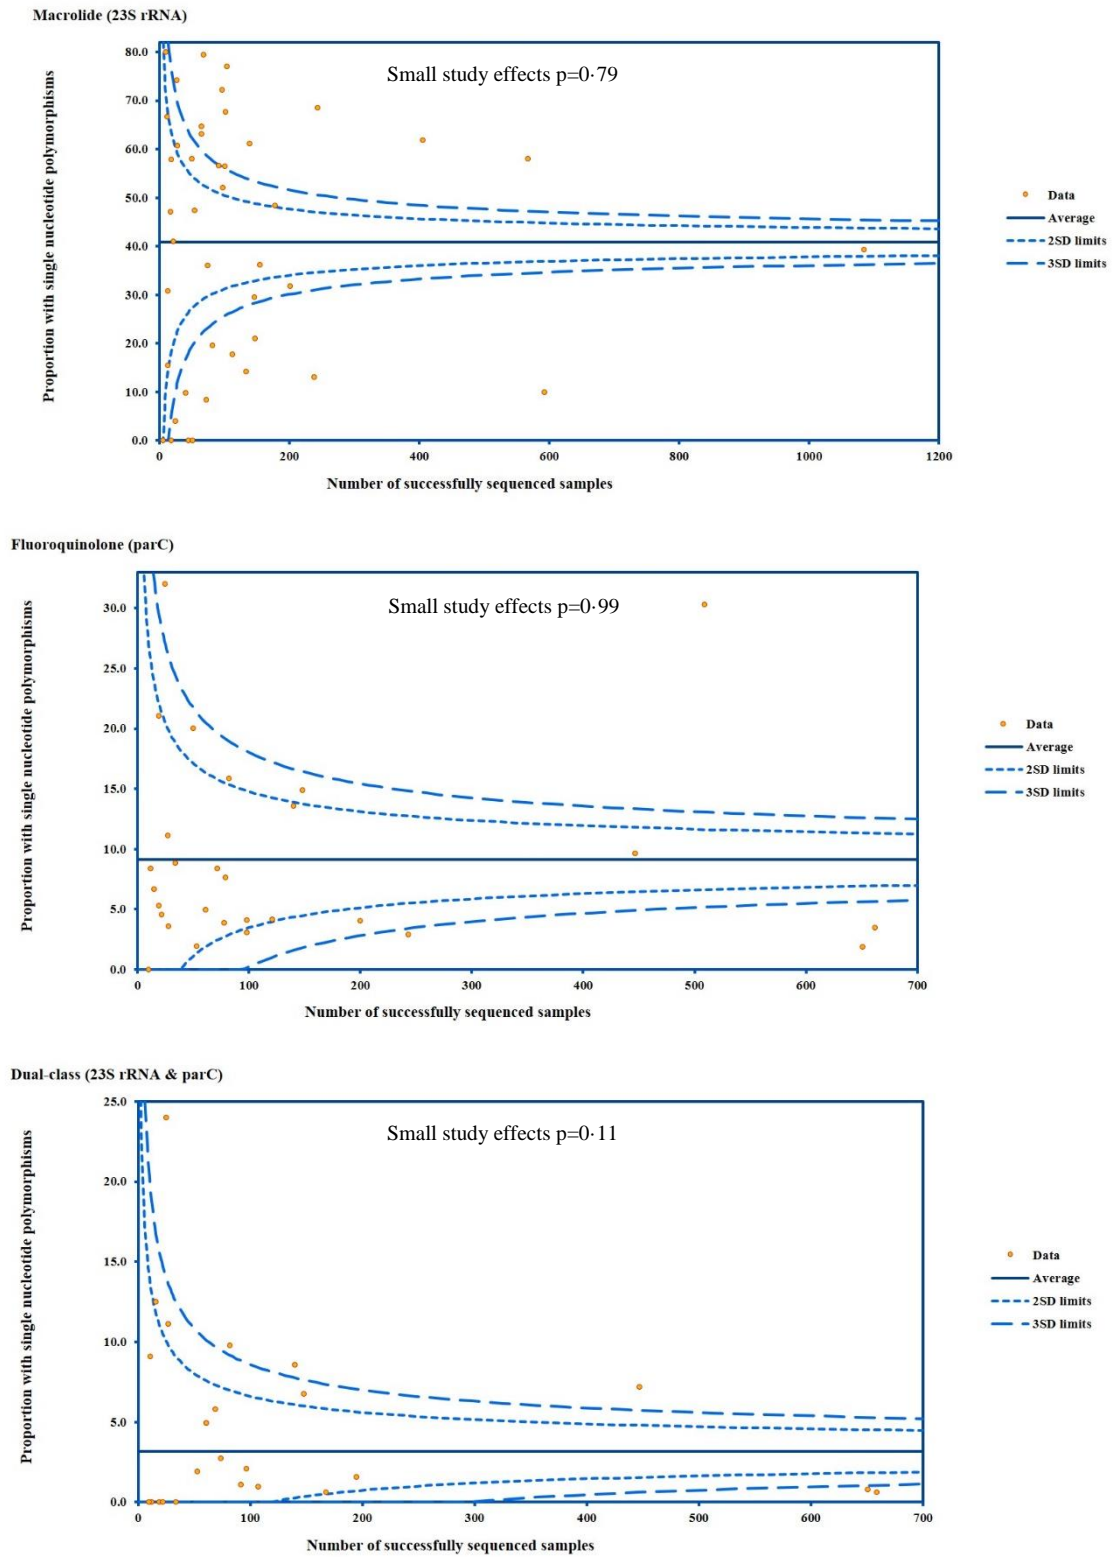 Macrolide (23S rRNA)
Small study effects p=0·79
Proportion with single nucleotide polymorphisms
80.0
70.0
60.0
50.0
40.0
30.0
20.0
10.0
0.0
0 200 400 600 800 1000 1200
Number of successfully sequenced samples
Data
Average
2SD limits
3SD limits
Fluoroquinolone (parC)
Small study effects p=0·99
Proportion with single nucleotide polymorphisms
30.0
25.0
20.0
15.0
10.0
5.0
0.0
0 100 200 300 400 500 600 700
Number of successfully sequenced samples
Data
Average
2SD limits
3SD limits
Dual-class (23S rRNA & parC)
Small study effects p=0·11
Proportion with single nucleotide polymorphisms
25.0
20.0
15.0
10.0
5.0
0.0
0 100 200 300 400 500 600 700
Number of successfully sequenced samples
Data
Average
2SD limits
3SD limits